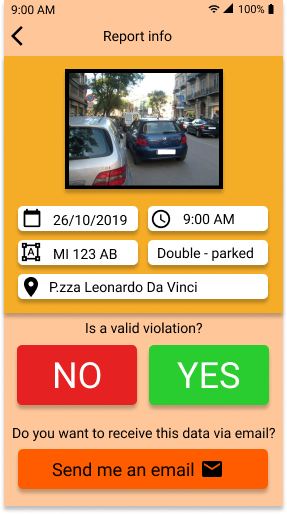 9:00 AM 100%
Report info
26/10/2019 9:00 AM
A MI 123 AB Double - parked
P.zza Leonardo Da Vinci
Is a valid violation?
NO YES
Do you want to receive this data via email?
Send me an email